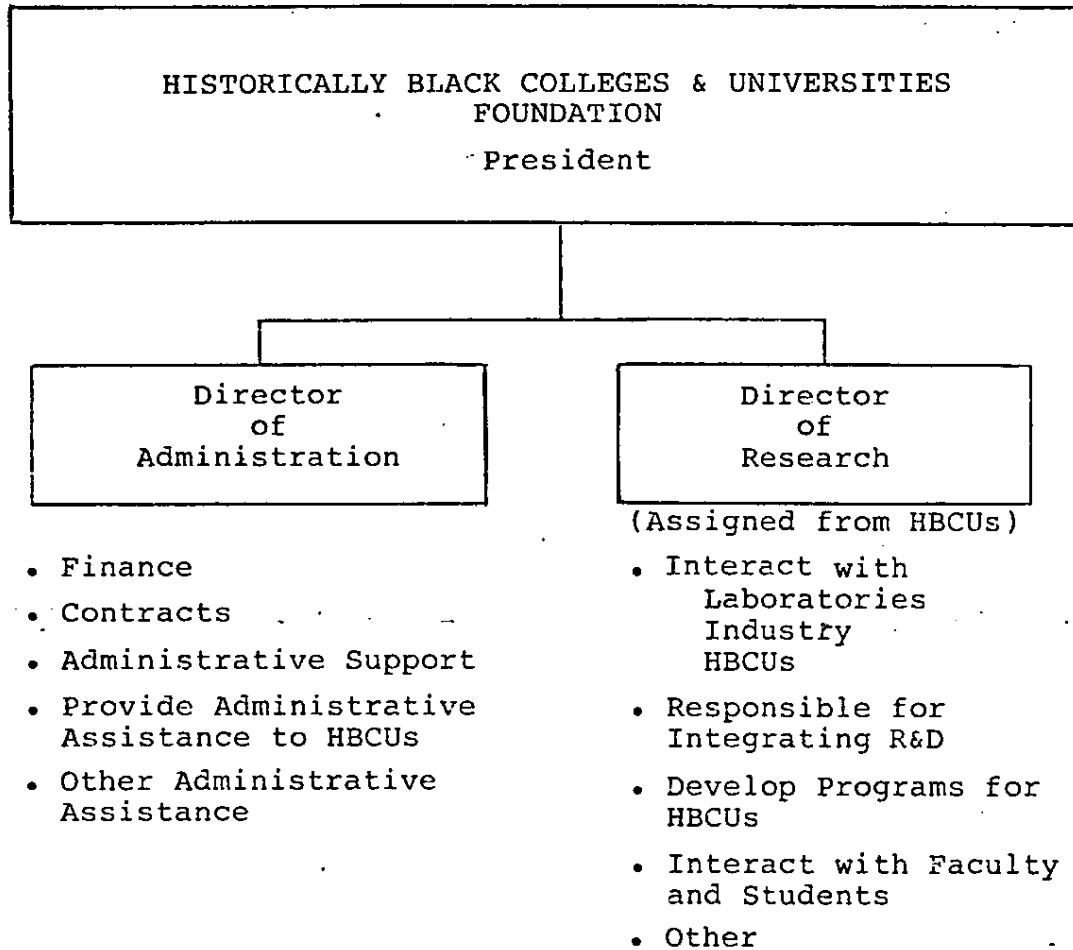 HISTORICALLY BLACK COLLEGES & UNIVERSITIES
FOUNDATION
President
Director
of
Administration
• Finance
• Contracts
• Administrative Support
• Provide Administrative
Assistance to HBCUs
• Other Administrative
Assistance
Director
of
Research
(Assigned from HBCUs)
• Interact with
Laboratories
Industry
HBCUs
• Responsible for
Integrating R&D
• Develop Programs for
HBCUs
• Interact with Faculty
and Students
• Other